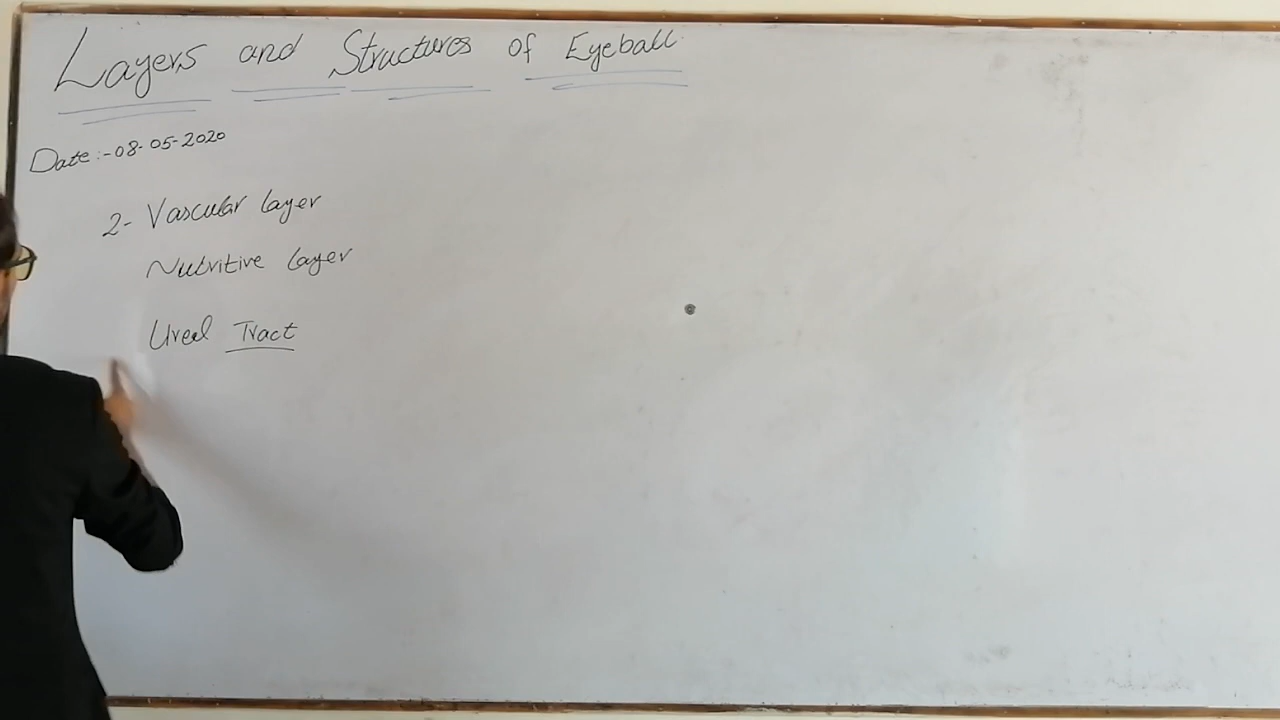 Layers and Structures of Eyeball
Date:-08-05-2020
2- Vascular layer
Nutritive layer
Uveal Tract